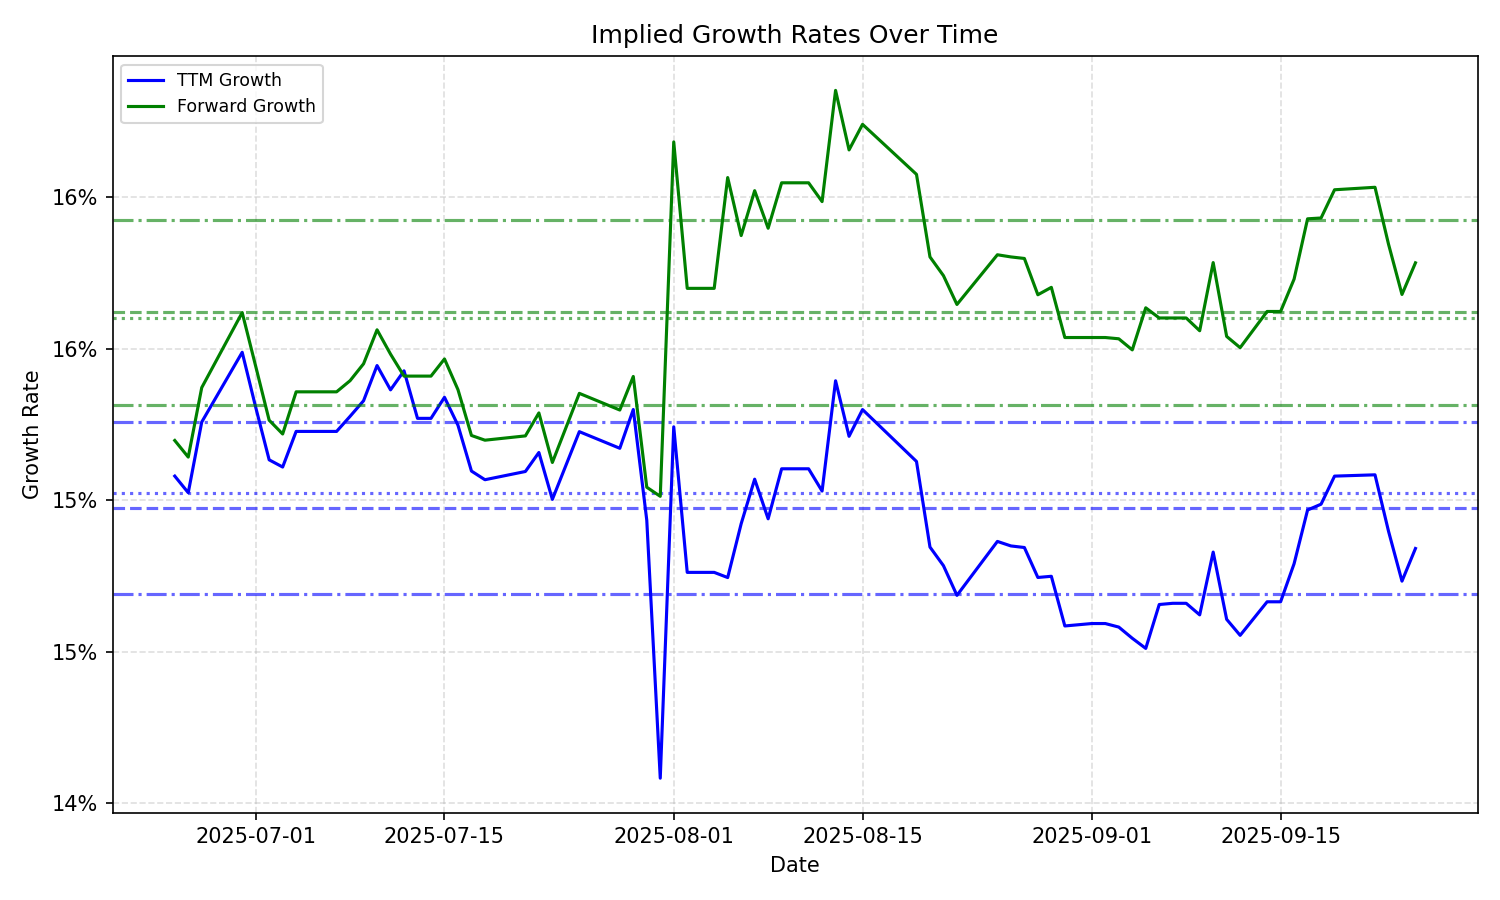 Implied Growth Rates Over Time
TTM Growth
Forward Growth
16%
16%
15%
15%
14%
Growth Rate
2025-07-01
2025-07-15
2025-08-01
2025-08-15
2025-09-01
2025-09-15
Date